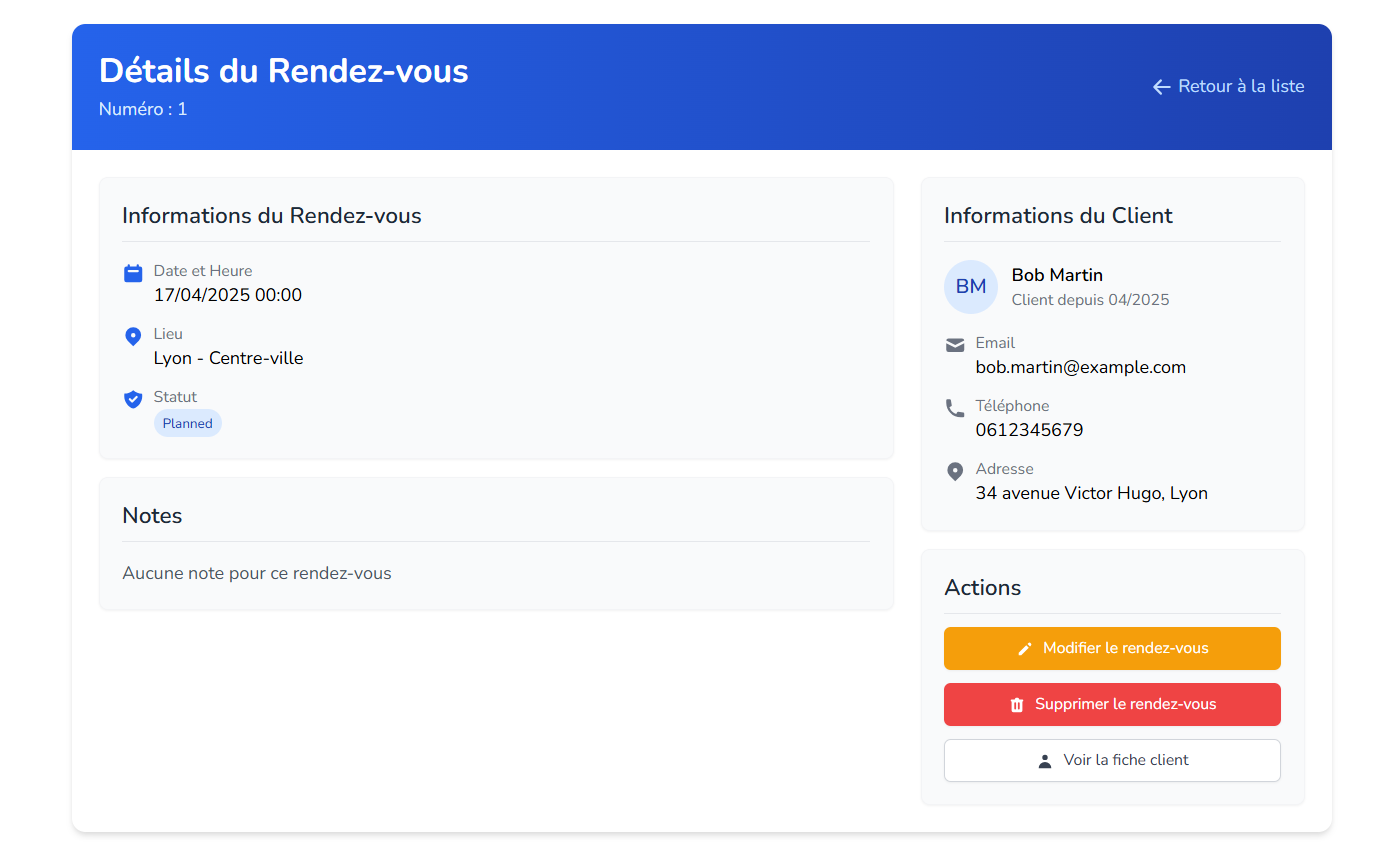 Détails du Rendez-vous
Numéro : 1
Retour à la liste
Informations du Rendez-vous
Date et Heure
17/04/2025 00:00
Lieu
Lyon - Centre-ville
Statut
Planned
Notes
Aucune note pour ce rendez-vous
Informations du Client
BM
Bob Martin
Client depuis 04/2025
Email
bob.martin@example.com
Téléphone
0612345679
Adresse
34 avenue Victor Hugo, Lyon
Actions
Modifier le rendez-vous
Supprimer le rendez-vous
Voir la fiche client